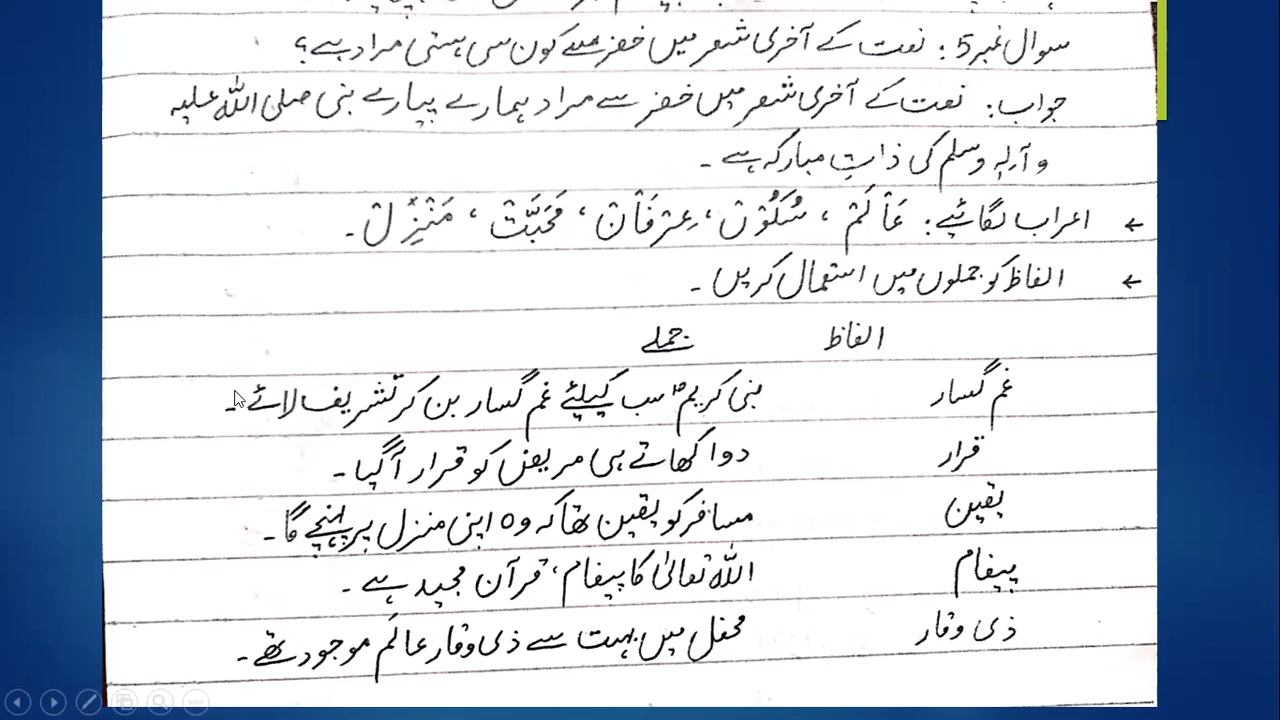 سوال نمبر 5: نعت کے آخری شعر میں خضر سے کون سی ہستی مراد ہے؟
جواب: نعت کے آخری شعر میں خضر سے مراد ہمارے پیارے نبی صلی اللہ علیہ
و آلہٖ وسلم کی ذاتِ مبارکہ ہے ۔
← اعراب لگائیے: عَالَمْ ، سُکُوْنْ ، عِرفَانْ ، مَحَبَّتْ ، مَنْزِلْ ۔
← الفاظ کو جملوں میں استعمال کریں ۔
الفاظ جملے
غم گسار نبی کریمؐ سب کیلئے غم گسار بن کر تشریف لائے ۔
قرار دوا کھاتے ہی مریض کو قرار آگیا ۔
یقین مسافر کو یقین تھا کہ وہ اپنی منزل پر پہنچے گا ۔
پیغام اللہ تعالیٰ کا پیغام، قرآن مجید ہے ۔
ذی وقار محفل میں بہت سے ذی وقار عالَم موجود تھے ۔